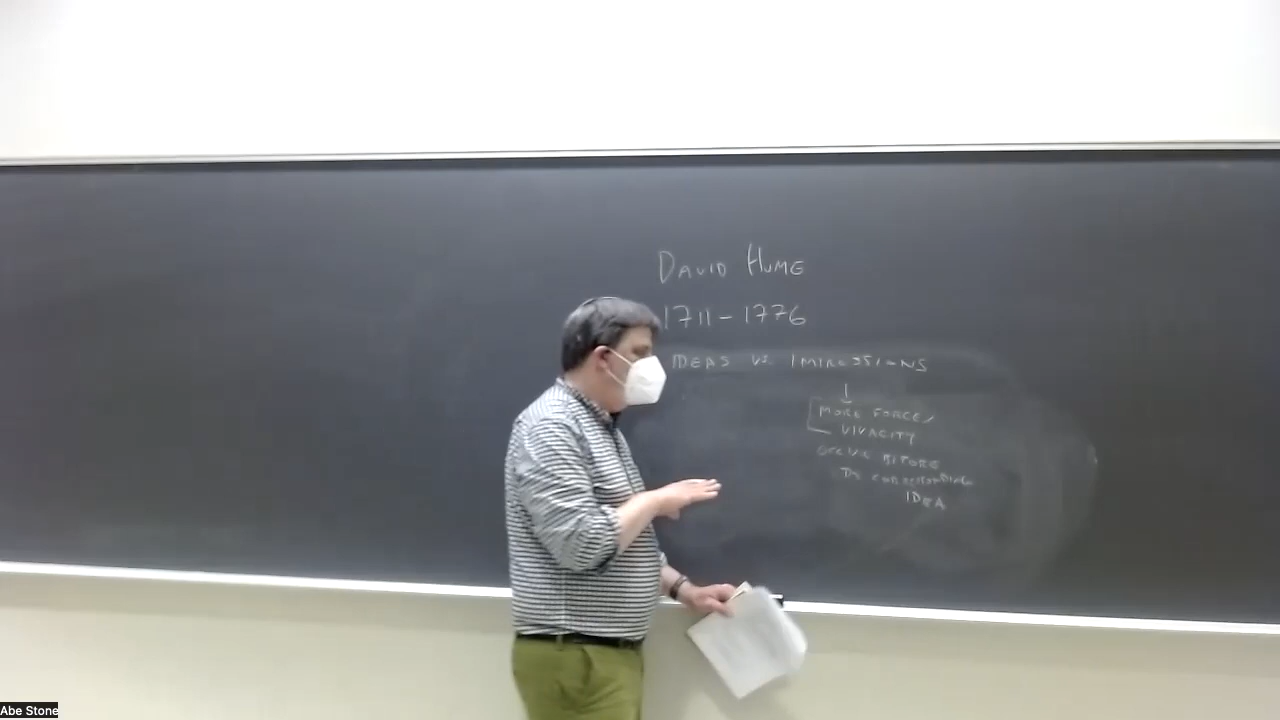 DAVID HUME
1711-1776
IDEAS VS. IMPRESSIONS
MORE FORCE/
VIVACITY
OCCUR BEFORE
THE CORRESPONDING
IDEA
Abe Stone